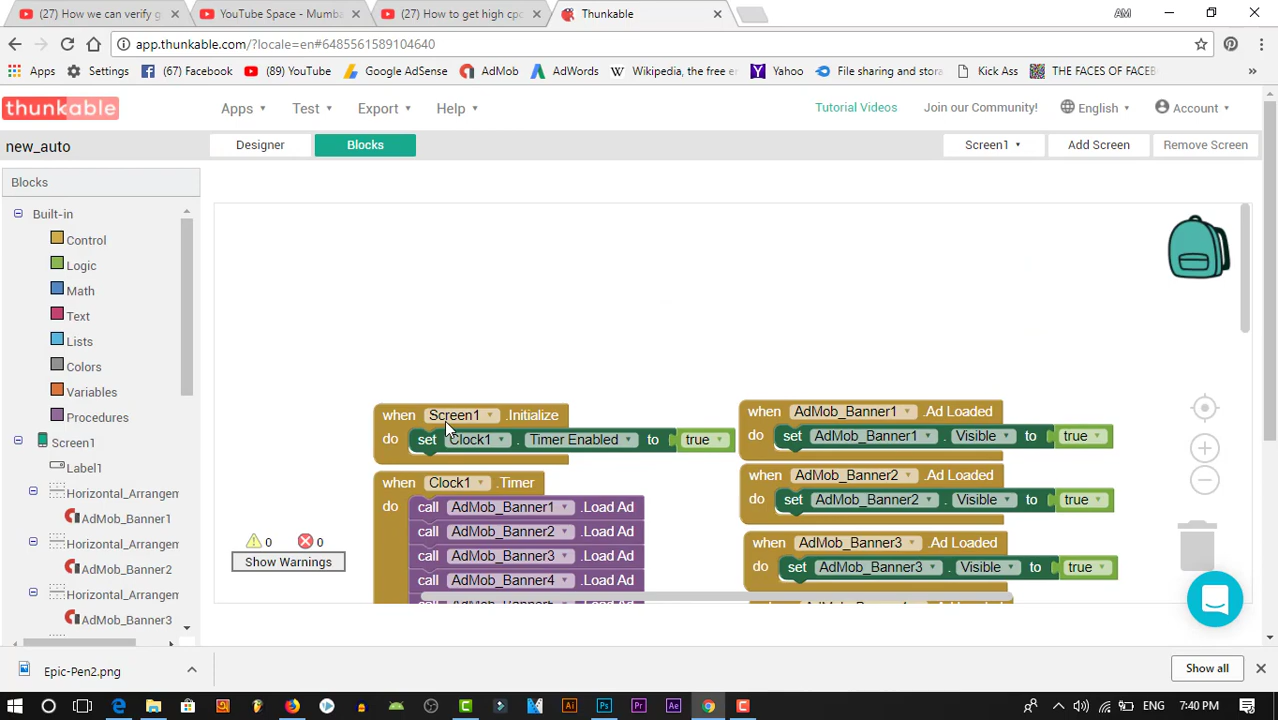 (27) How can we verify g
YouTube Space - Mumba
(27) How to get high cpc
Thunkable
AM
app.thunkable.com/?locale=en#6485561589104640
Apps
Settings
(67) Facebook
(89) YouTube
Google AdSense
AdMob
AdWords
Wikipedia, the free e
Yahoo
File sharing and stora
Kick Ass
THE FACES OF FACEB
»
thunkable
Apps
Test
Export
Help
Tutorial Videos
Join our Community!
English
Account
new_auto
Designer
Blocks
Screen1
Add Screen
Remove Screen
Blocks
Built-in
Control
Logic
Math
Text
Lists
Colors
Variables
Procedures
Screen1
Label1
Horizontal_Arrangem
AdMob_Banner1
Horizontal_Arrangem
AdMob_Banner2
Horizontal_Arrangem
AdMob_Banner3
when Screen1 .Initialize
do set Clock1 . Timer Enabled to true
when Clock1 .Timer
do call AdMob_Banner1 .Load Ad
call AdMob_Banner2 .Load Ad
call AdMob_Banner3 .Load Ad
call AdMob_Banner4 .Load Ad
when AdMob_Banner1 .Ad Loaded
do set AdMob_Banner1 . Visible to true
when AdMob_Banner2 .Ad Loaded
do set AdMob_Banner2 . Visible to true
when AdMob_Banner3 .Ad Loaded
do set AdMob_Banner3 . Visible to true
0
0
Show Warnings
Epic-Pen2.png
Show all
ENG
7:40 PM